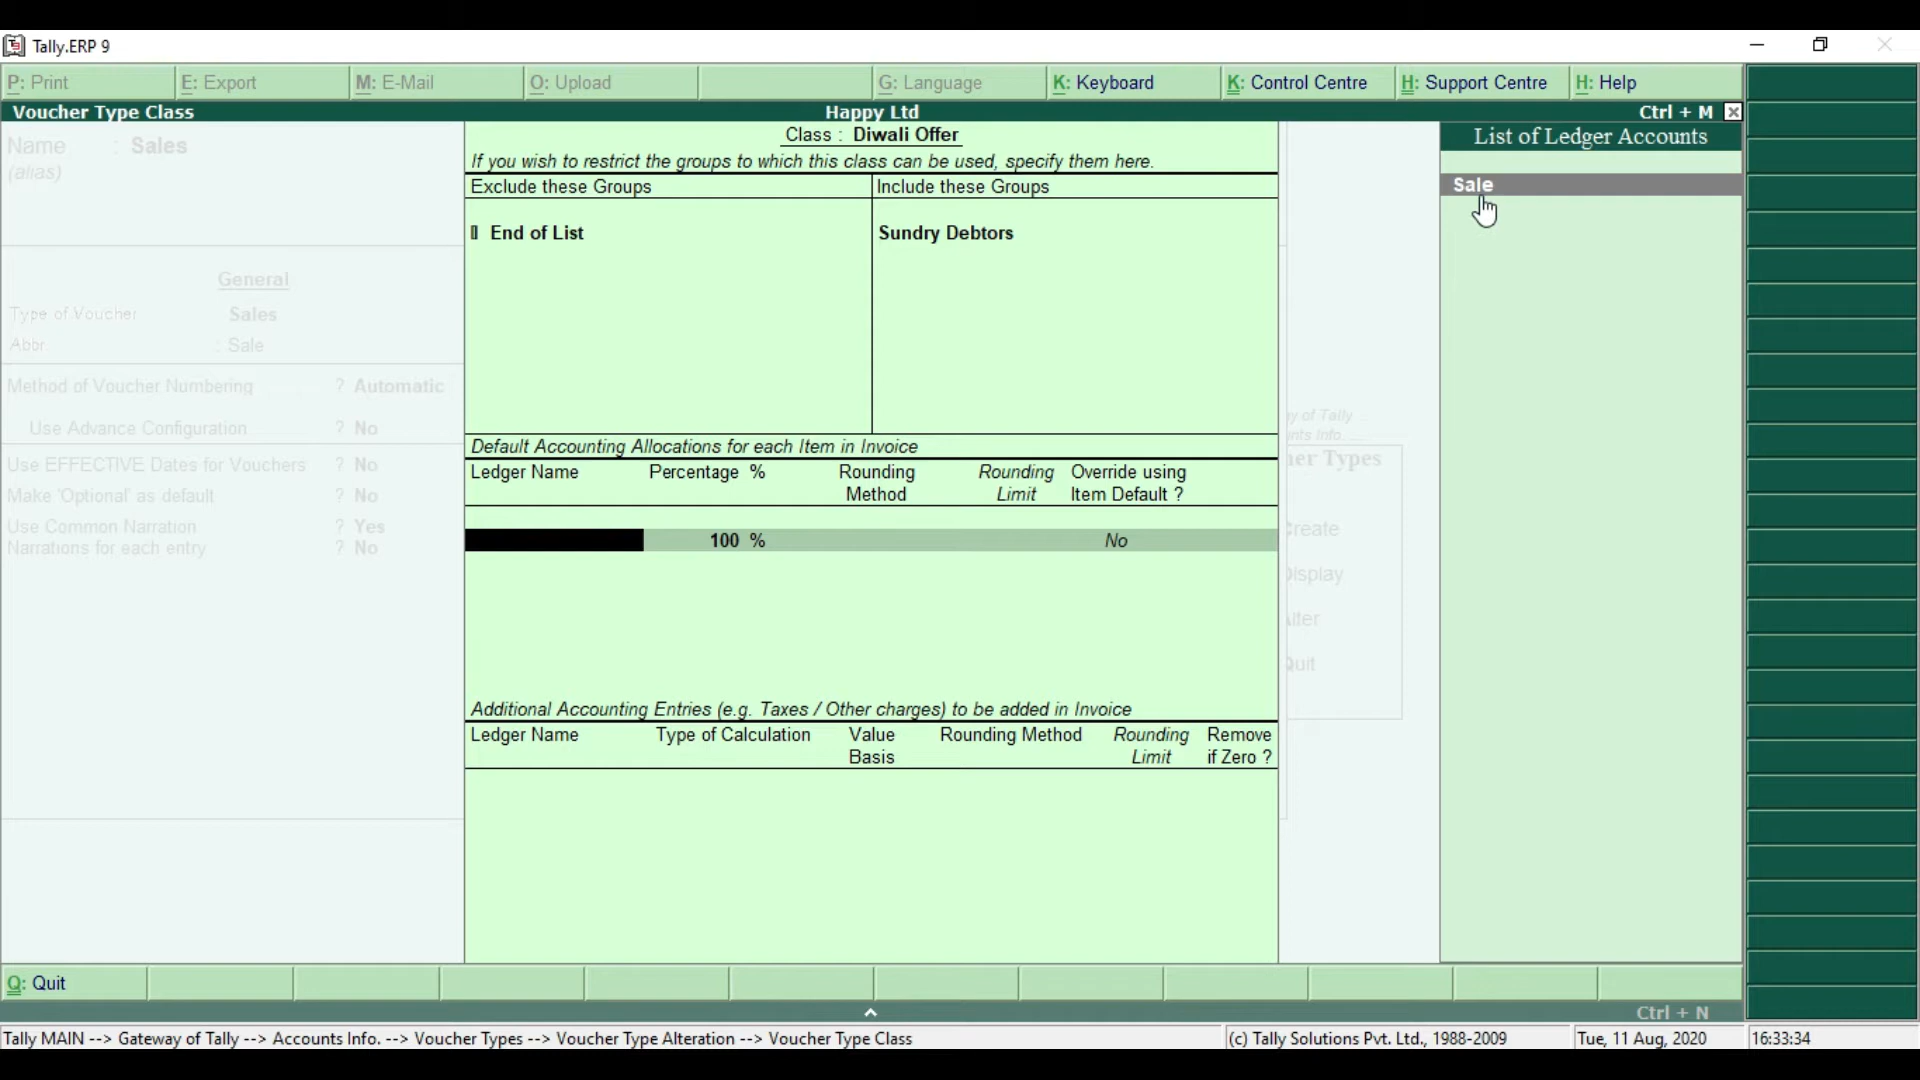 Tally.ERP 9
P: Print
E: Export
M: E-Mail
O: Upload
G: Language
K: Keyboard
K: Control Centre
H: Support Centre
H: Help
Voucher Type Class
Happy Ltd
Ctrl + M
Name : Sales
(alias)
General
Type of Voucher Sales
Abbr. : Sale
Method of Voucher Numbering ? Automatic
Use Advance Configuration ? No
Use EFFECTIVE Dates for Vouchers ? No
Make 'Optional' as default ? No
Use Common Narration ? Yes
Narrations for each entry ? No
Class : Diwali Offer
If you wish to restrict the groups to which this class can be used, specify them here.
Exclude these Groups
Include these Groups
End of List
Sundry Debtors
Default Accounting Allocations for each Item in Invoice
Ledger Name
Percentage %
Rounding
Method
Rounding
Limit
Override using
Item Default ?
100 %
No
Additional Accounting Entries (e.g. Taxes / Other charges) to be added in Invoice
Ledger Name
Type of Calculation
Value
Basis
Rounding Method
Rounding
Limit
Remove
if Zero ?
of Tally ...
Info. ...
Types
List of Ledger Accounts
Sale
Q: Quit
Ctrl + N
Tally MAIN --> Gateway of Tally --> Accounts Info. --> Voucher Types --> Voucher Type Alteration --> Voucher Type Class
(c) Tally Solutions Pvt. Ltd., 1988-2009
Tue, 11 Aug, 2020
16:33:34